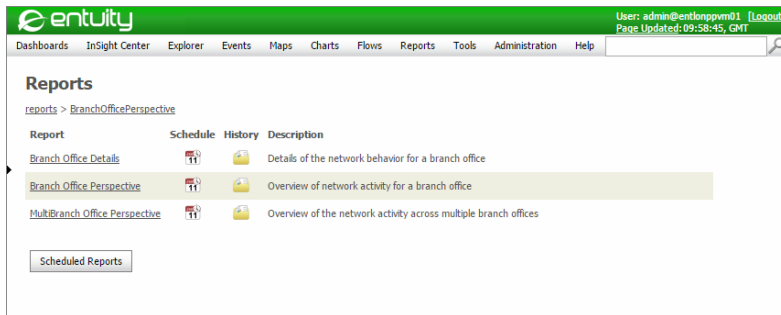 entuity
User: admin@entlonppvm01 [Logout
Page Updated: 09:58:45, GMT
Dashboards InSight Center Explorer Events Maps Charts Flows Reports Tools Administration Help
Reports
reports > BranchOfficePerspective
Report Schedule History Description
Branch Office Details 11 Details of the network behavior for a branch office
Branch Office Perspective 11 Overview of network activity for a branch office
MultiBranch Office Perspective 11 Overview of the network activity across multiple branch offices
Scheduled Reports